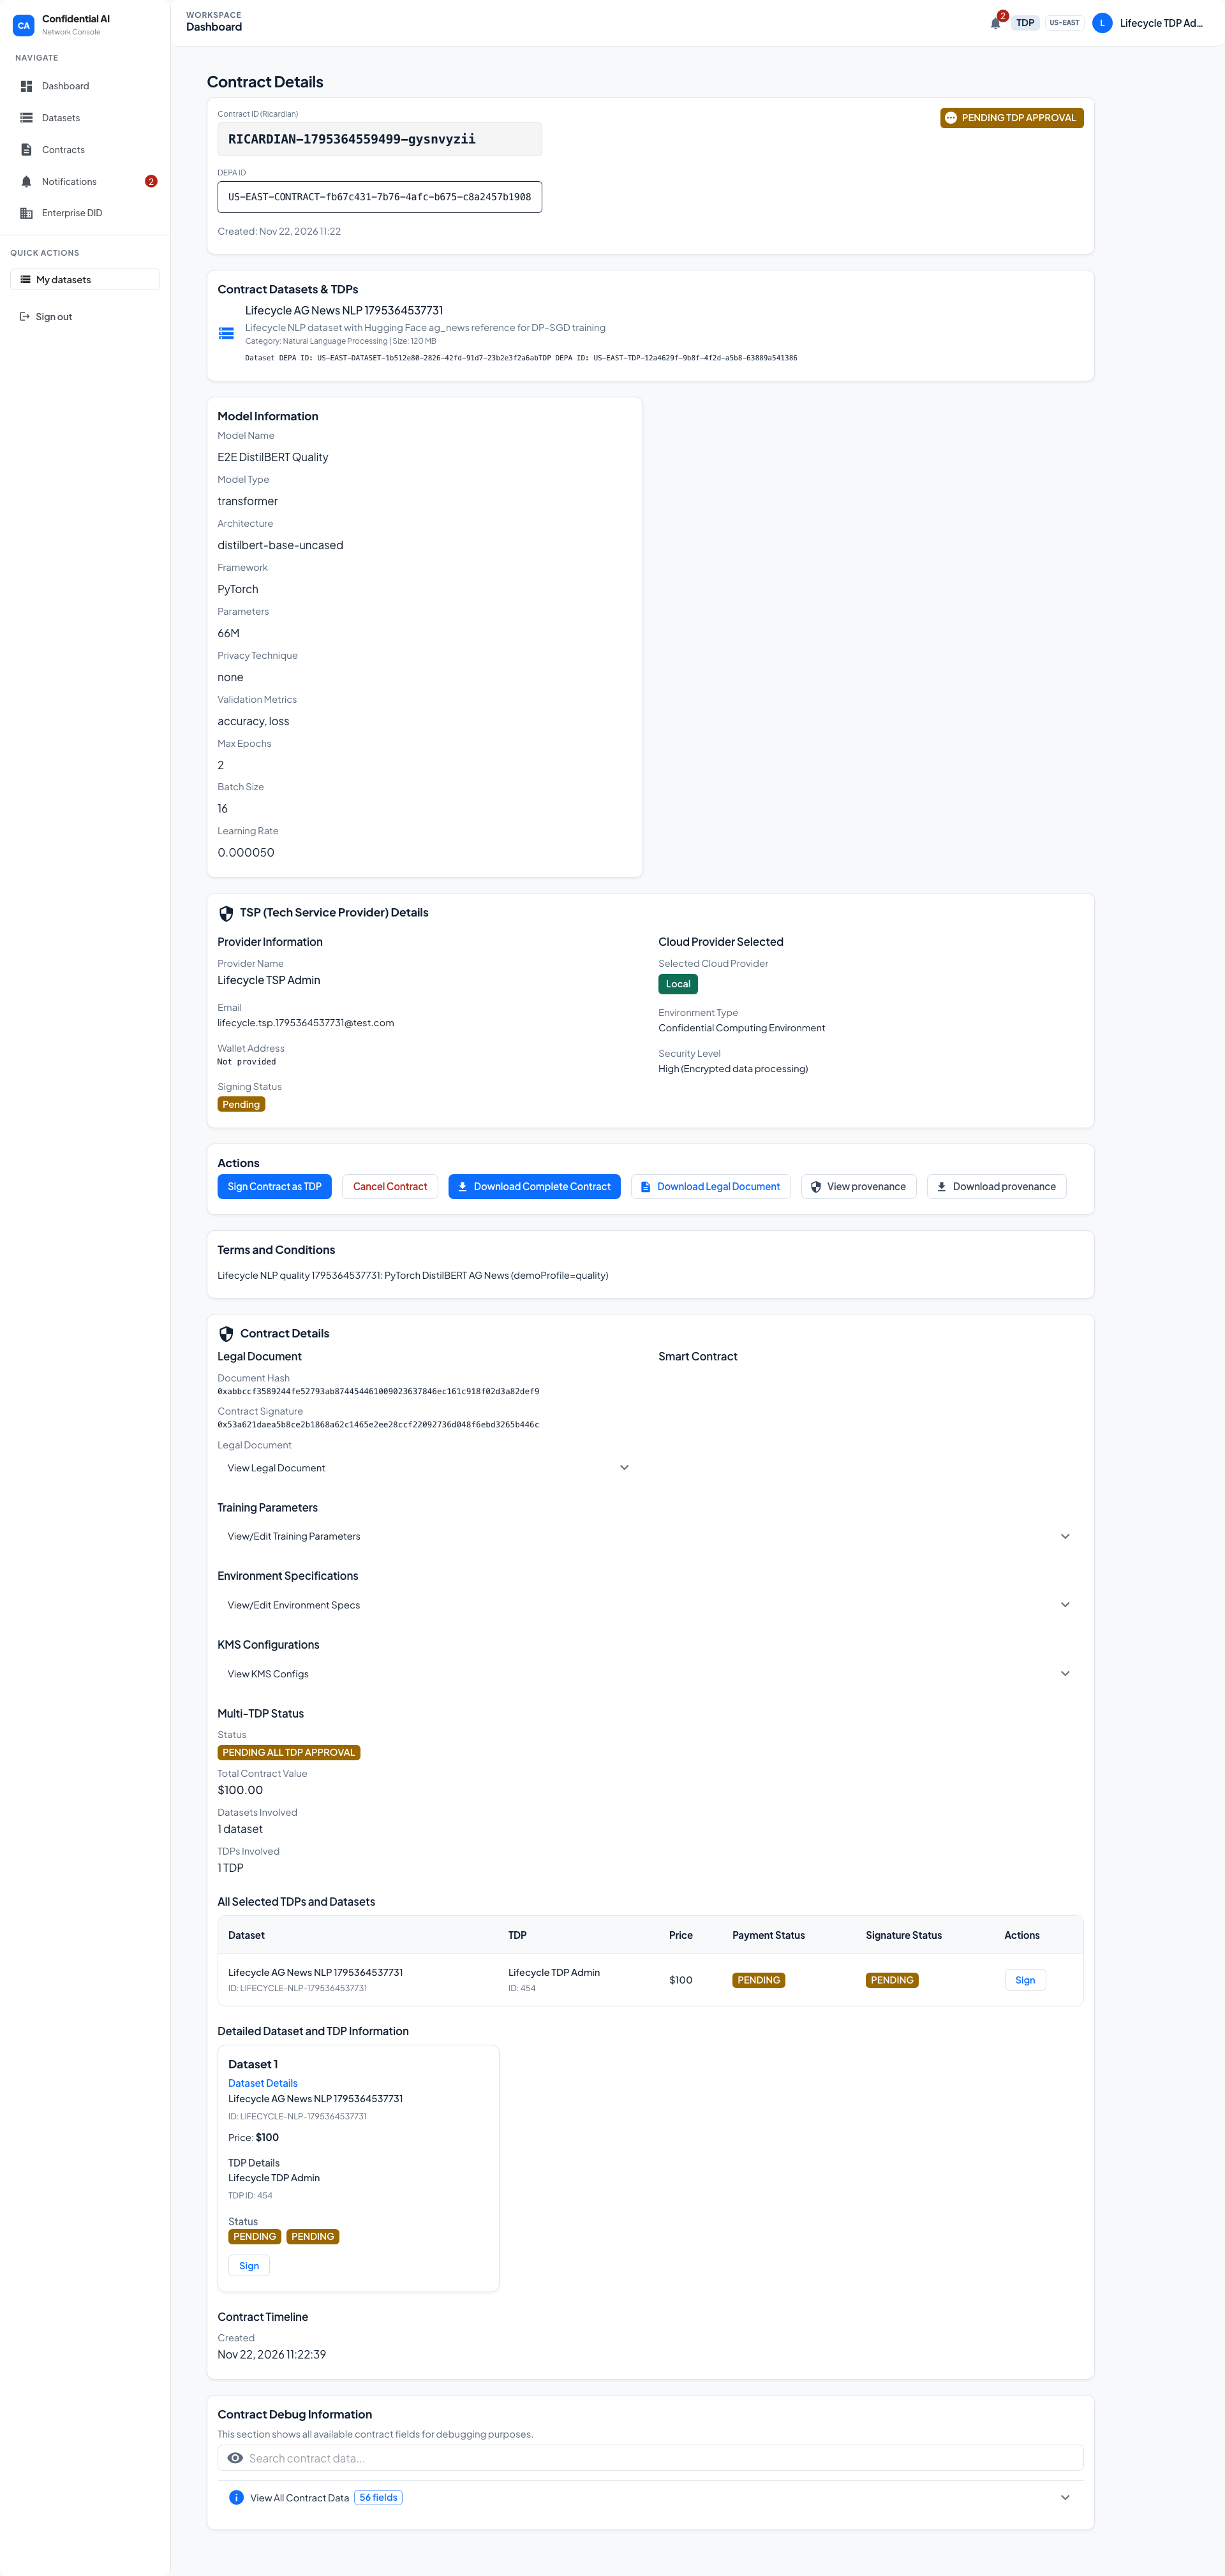 CA
Confidential AI
Network Console
NAVIGATE
Dashboard
Datasets
Contracts
Notifications
2
Enterprise DID
QUICK ACTIONS
My datasets
Sign out
WORKSPACE
Dashboard
2
TDP
US-EAST
L
Lifecycle TDP Ad...
Contract Details
Contract ID (Ricardian)
RICARDIAN-1795364559499-gysnvyzii
PENDING TDP APPROVAL
DEPA ID
US-EAST-CONTRACT-fb67c431-7b76-4afc-b675-c8a2457b1908
Created: Nov 22, 2026 11:22
Contract Datasets & TDPs
Lifecycle AG News NLP 1795364537731
Lifecycle NLP dataset with Hugging Face ag_news reference for DP-SGD training
Category: Natural Language Processing | Size: 120 MB
Dataset DEPA ID: US-EAST-DATASET-1b512e80-2826-42fd-91d7-23b2e3f2a6abTDP DEPA ID: US-EAST-TDP-12a4629f-9b8f-4f2d-a5b8-63889a541386
Model Information
Model Name
E2E DistilBERT Quality
Model Type
transformer
Architecture
distilbert-base-uncased
Framework
PyTorch
Parameters
66M
Privacy Technique
none
Validation Metrics
accuracy, loss
Max Epochs
2
Batch Size
16
Learning Rate
0.000050
TSP (Tech Service Provider) Details
Provider Information
Provider Name
Lifecycle TSP Admin
Email
lifecycle.tsp.1795364537731@test.com
Wallet Address
Not provided
Signing Status
Pending
Cloud Provider Selected
Selected Cloud Provider
Local
Environment Type
Confidential Computing Environment
Security Level
High (Encrypted data processing)
Actions
Sign Contract as TDP
Cancel Contract
Download Complete Contract
Download Legal Document
View provenance
Download provenance
Terms and Conditions
Lifecycle NLP quality 1795364537731: PyTorch DistilBERT AG News (demoProfile=quality)
Contract Details
Legal Document
Smart Contract
Document Hash
0xabbccf3589244fe52793ab874454461009023637846ec161c918f02d3a82def9
Contract Signature
0x53a621daea5b8ce2b1868a62c1465e2ee28ccf22092736d048f6ebd3265b446c
Legal Document
View Legal Document
Training Parameters
View/Edit Training Parameters
Environment Specifications
View/Edit Environment Specs
KMS Configurations
View KMS Configs
Multi-TDP Status
Status
PENDING ALL TDP APPROVAL
Total Contract Value
$100.00
Datasets Involved
1 dataset
TDPs Involved
1 TDP
All Selected TDPs and Datasets
Dataset TDP Price Payment Status Signature Status Actions
Lifecycle AG News NLP 1795364537731
ID: LIFECYCLE-NLP-1795364537731
Lifecycle TDP Admin
ID: 454
$100
PENDING
PENDING
Sign
Detailed Dataset and TDP Information
Dataset 1
Dataset Details
Lifecycle AG News NLP 1795364537731
ID: LIFECYCLE-NLP-1795364537731
Price: $100
TDP Details
Lifecycle TDP Admin
TDP ID: 454
Status
PENDING PENDING
Sign
Contract Timeline
Created
Nov 22, 2026 11:22:39
Contract Debug Information
This section shows all available contract fields for debugging purposes.
Search contract data...
View All Contract Data 56 fields